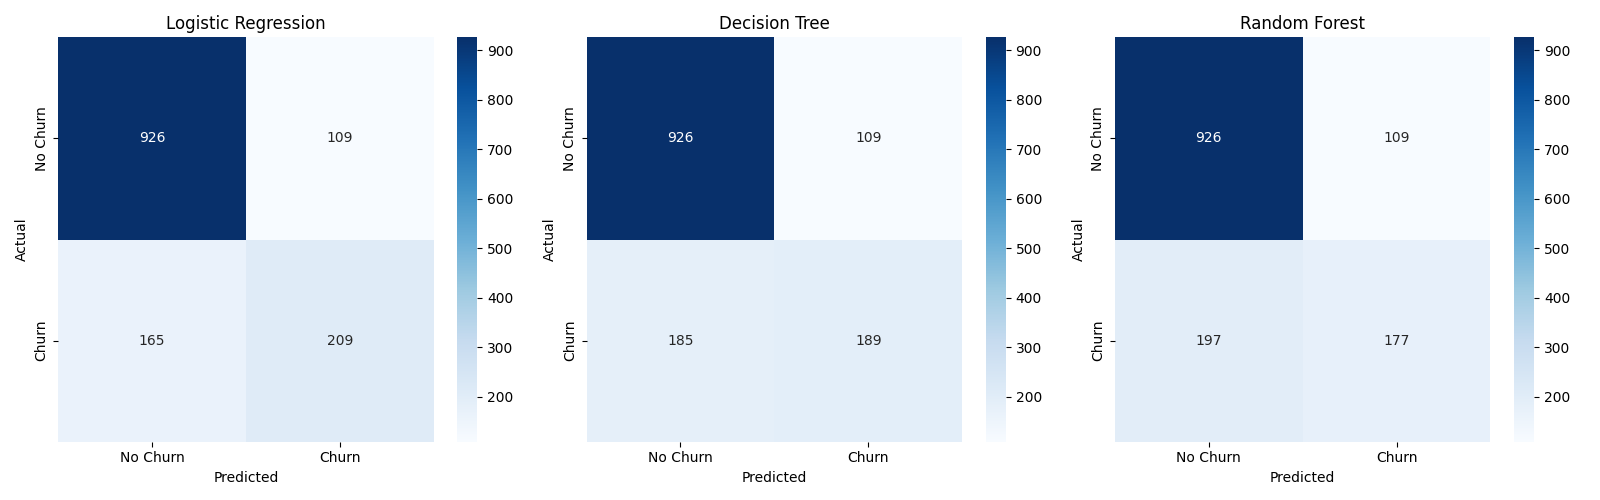 Logistic Regression
926
109
165
209
No Churn
Churn
Actual
No Churn
Churn
Predicted
900
800
700
600
500
400
300
200
Decision Tree
926
109
185
189
No Churn
Churn
Actual
No Churn
Churn
Predicted
900
800
700
600
500
400
300
200
Random Forest
926
109
197
177
No Churn
Churn
Actual
No Churn
Churn
Predicted
900
800
700
600
500
400
300
200